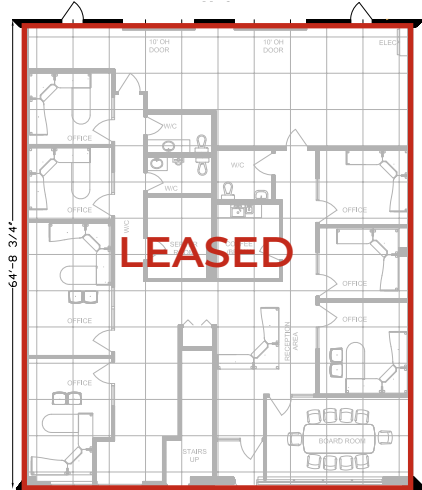 10' OH
DOOR
10' OH
DOOR
ELEC
OFFICE
W/C
W/C
W/C
OFFICE
OFFICE
W/C
LEASED
64'-8 3/4"
OFFICE
OFFICE
OFFICE
RECEPTION
AREA
OFFICE
BOARD ROOM
STAIRS
UP